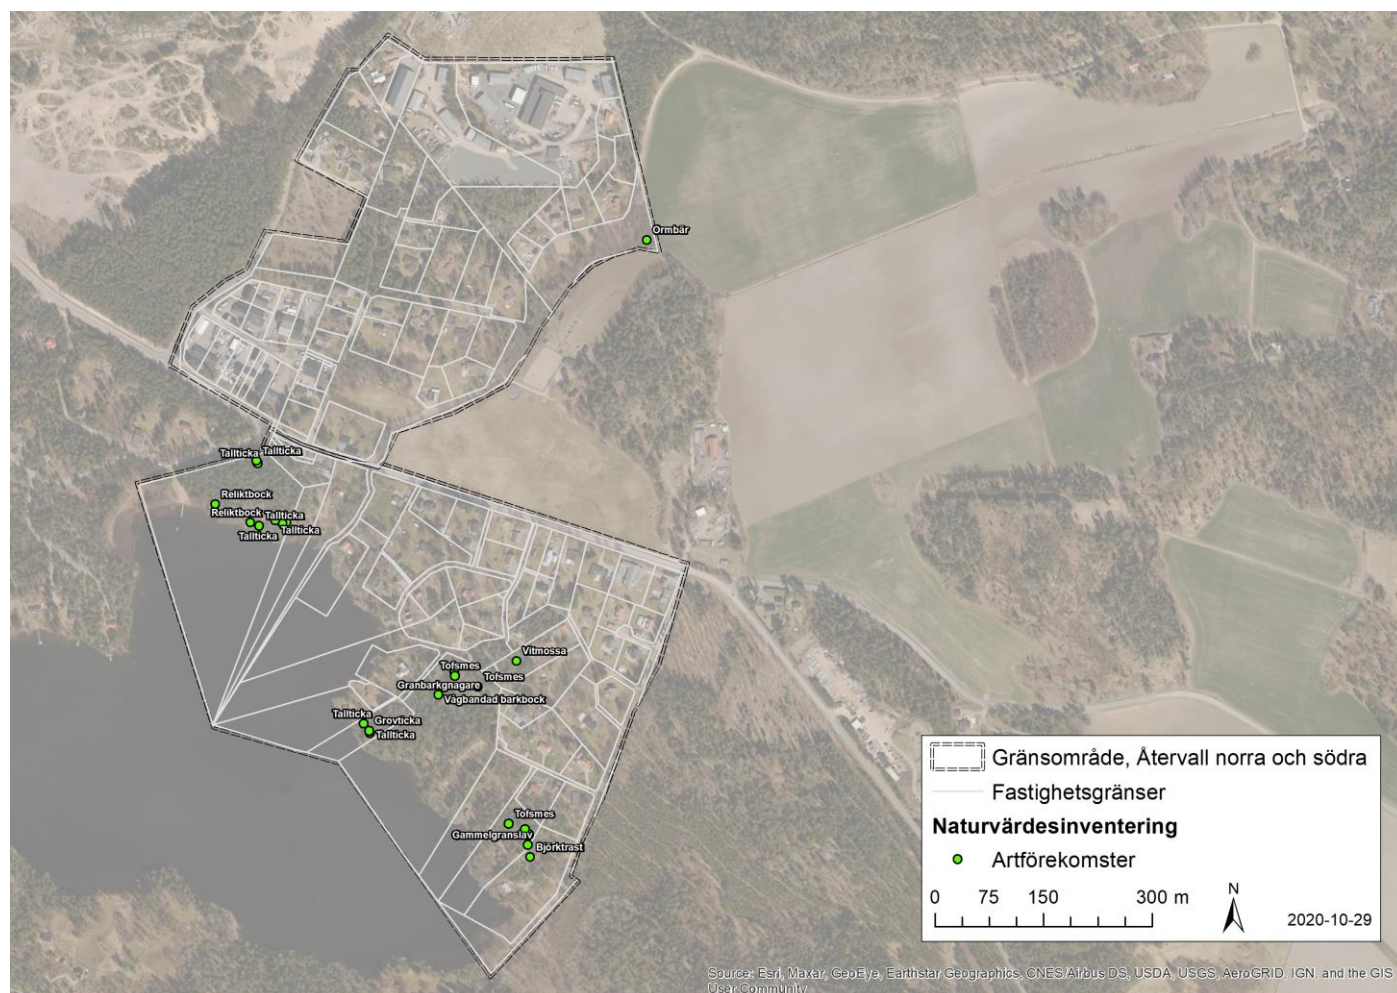 Ormbär
Tallticka Tallticka
Reliktbock
Reliktbock Tallticka
Tallticka Tallticka
Vitmossa
Tofsmes Tofsmes
Granbarkgnagare
Vågbandad barkbock
Tallticka Grovticka
Tallticka
Tofsmes
Gammelgranslav
Björktrast
Gränsområde, Återvall norra och södra
Fastighetsgränser
Naturvärdesinventering
Artförekomster
0 75 150 300 m
N
2020-10-29
Source: Esri, Maxar, GeoEye, Earthstar Geographics, CNES/Airbus DS, USDA, USGS, AeroGRID, IGN, and the GIS
User Community